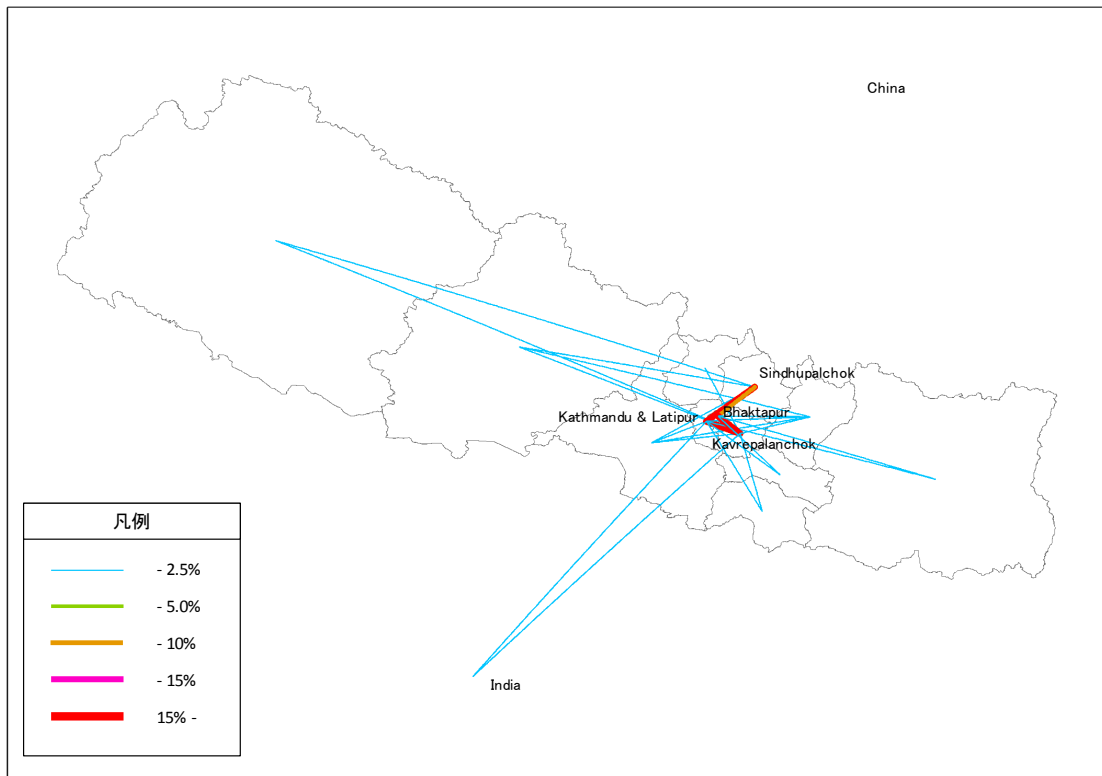 China
Sindhupalchok
Bhaktapur
Kathmandu & Latipur
Kavrepalanchok
India
凡例
- 2.5%
- 5.0%
- 10%
- 15%
15% -